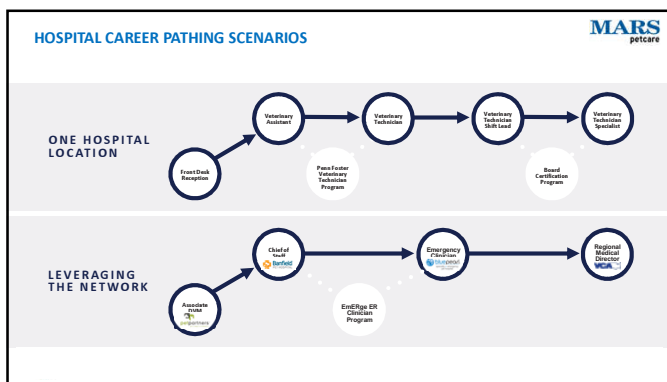 HOSPITAL CAREER PATHING SCENARIOS
MARS
petcare
ONE HOSPITAL
LOCATION
Front Desk
Reception
Veterinary
Assistant
Penn Foster
Veterinary
Technician
Program
Veterinary
Technician
Veterinary
Technician
Shift Lead
Board
Certification
Program
Veterinary
Technician
Specialist
LEVERAGING
THE NETWORK
Associate
DVM
Chief of
Staff
Banfield
EmERge ER
Clinician
Program
Emergency
Clinician
bluepearl
Regional
Medical
Director
VCA